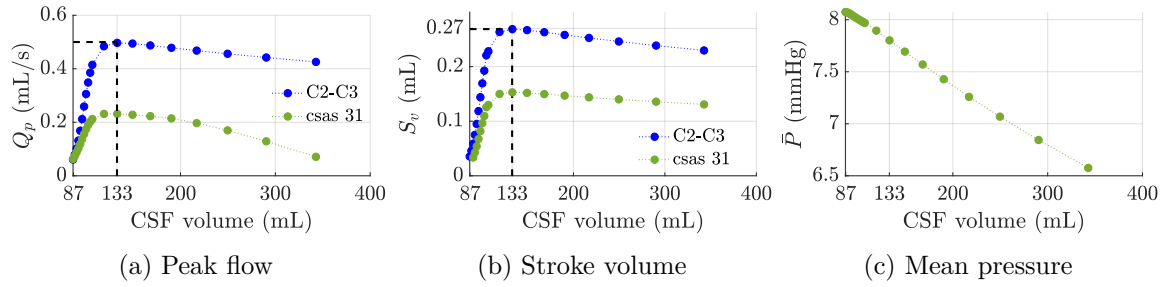 0.6
0.4
0.2
0
Q_p (mL/s)
C2-C3
csas 31
87 133 200 300 400
CSF volume (mL)
(a) Peak flow
0.27
0.2
0.1
0
S_v (mL)
C2-C3
csas 31
87 133 200 300 400
CSF volume (mL)
(b) Stroke volume
8
7.5
7
6.5
P̄ (mmHg)
87 133 200 300 400
CSF volume (mL)
(c) Mean pressure